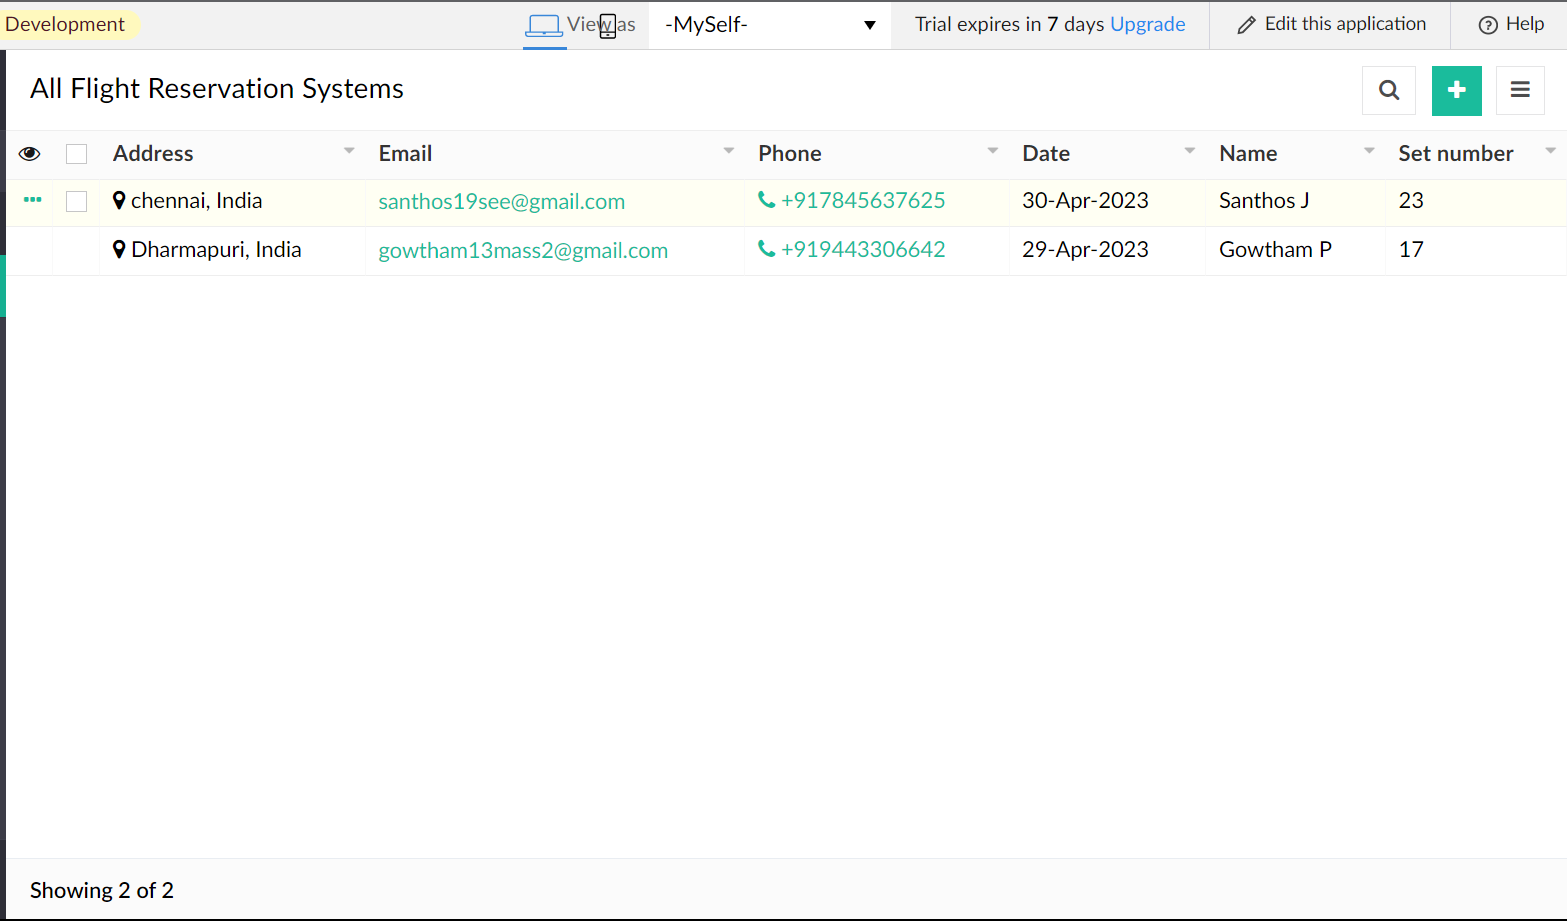 Development View as -MySelf- Trial expires in 7 days Upgrade Edit this application Help
All Flight Reservation Systems
Address Email Phone Date Name Set number
chennai, India santhos19see@gmail.com +917845637625 30-Apr-2023 Santhos J 23
Dharmapuri, India gowtham13mass2@gmail.com +919443306642 29-Apr-2023 Gowtham P 17
Showing 2 of 2